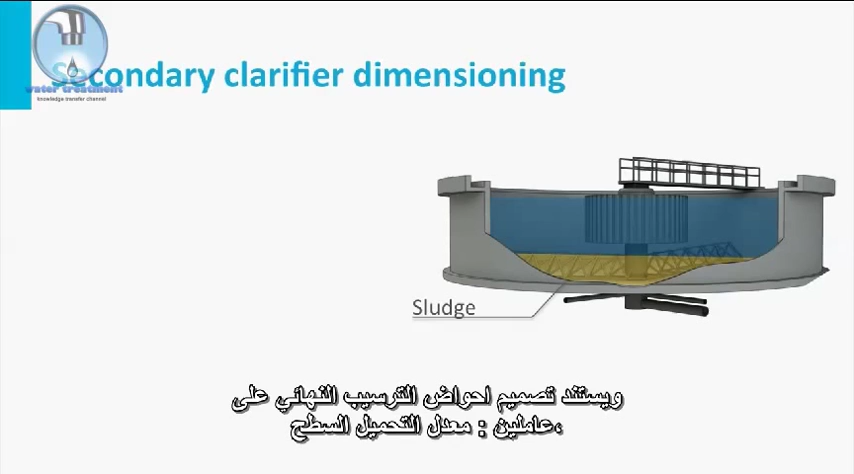 Secondary clarifier dimensioning
water treatment
knowledge transfer channel
Sludge
ويستند تصميم احواض الترسيب النهائي على
عاملين : معدل التحميل السطح،